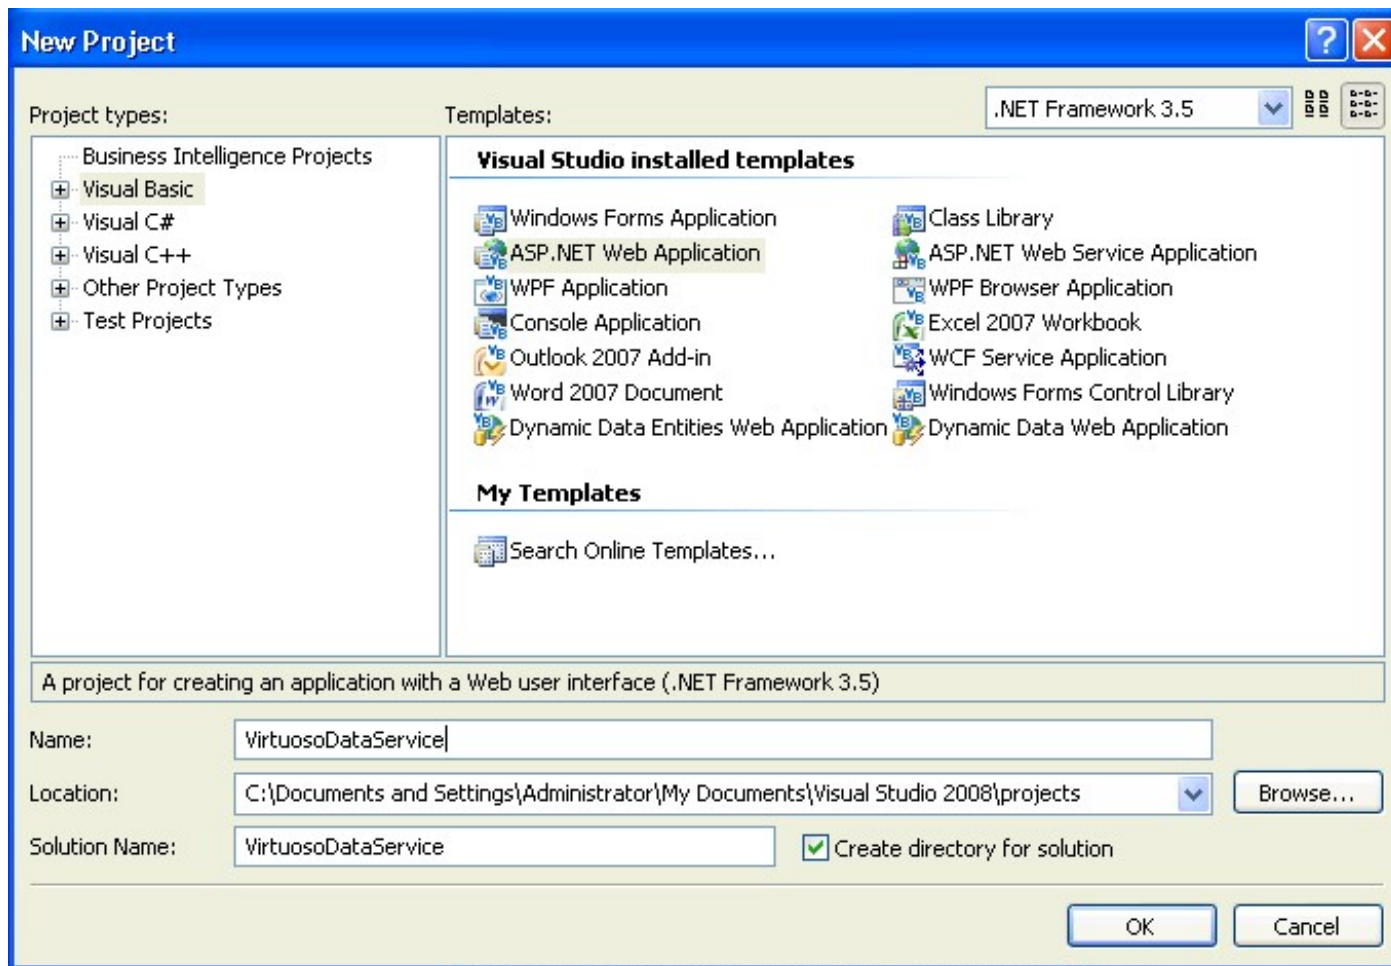 New Project
Project types:
Templates:
.NET Framework 3.5
Business Intelligence Projects
Visual Basic
Visual C#
Visual C++
Other Project Types
Test Projects
Visual Studio installed templates
Windows Forms Application
Class Library
ASP.NET Web Application
ASP.NET Web Service Application
WPF Application
WPF Browser Application
Console Application
Excel 2007 Workbook
Outlook 2007 Add-in
WCF Service Application
Word 2007 Document
Windows Forms Control Library
Dynamic Data Entities Web Application
Dynamic Data Web Application
My Templates
Search Online Templates...
A project for creating an application with a Web user interface (.NET Framework 3.5)
Name:
VirtuosoDataService
Location:
C:\Documents and Settings\Administrator\My Documents\Visual Studio 2008\projects
Browse...
Solution Name:
VirtuosoDataService
Create directory for solution
OK
Cancel